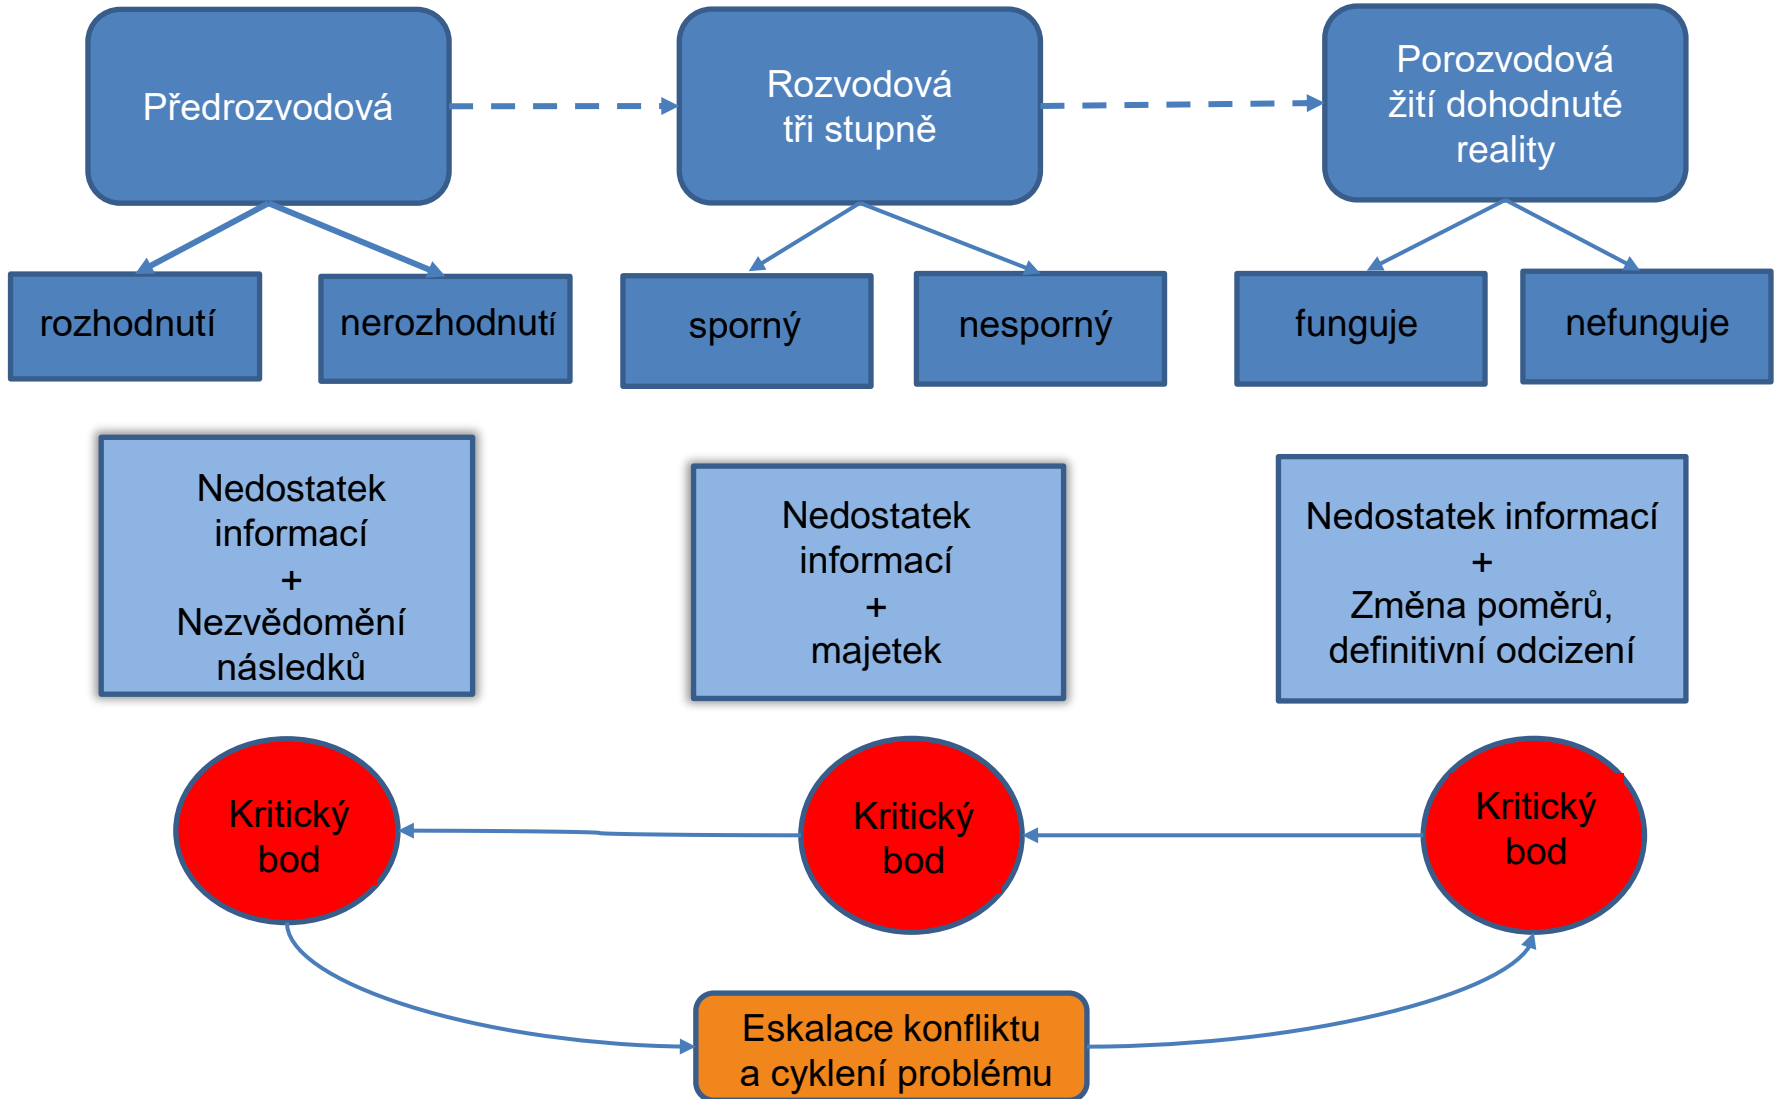 Předrozvodová
Rozvodová
tři stupně
Porozvodová
žití dohodnuté
reality
rozhodnutí
nerozhodnutí
sporný
nesporný
funguje
nefunguje
Nedostatek
informací
+
Nezvědomění
následků
Nedostatek
informací
+
majetek
Nedostatek informací
+
Změna poměrů,
definitivní odcizení
Kritický
bod
Kritický
bod
Kritický
bod
Eskalace konfliktu
a cyklení problému